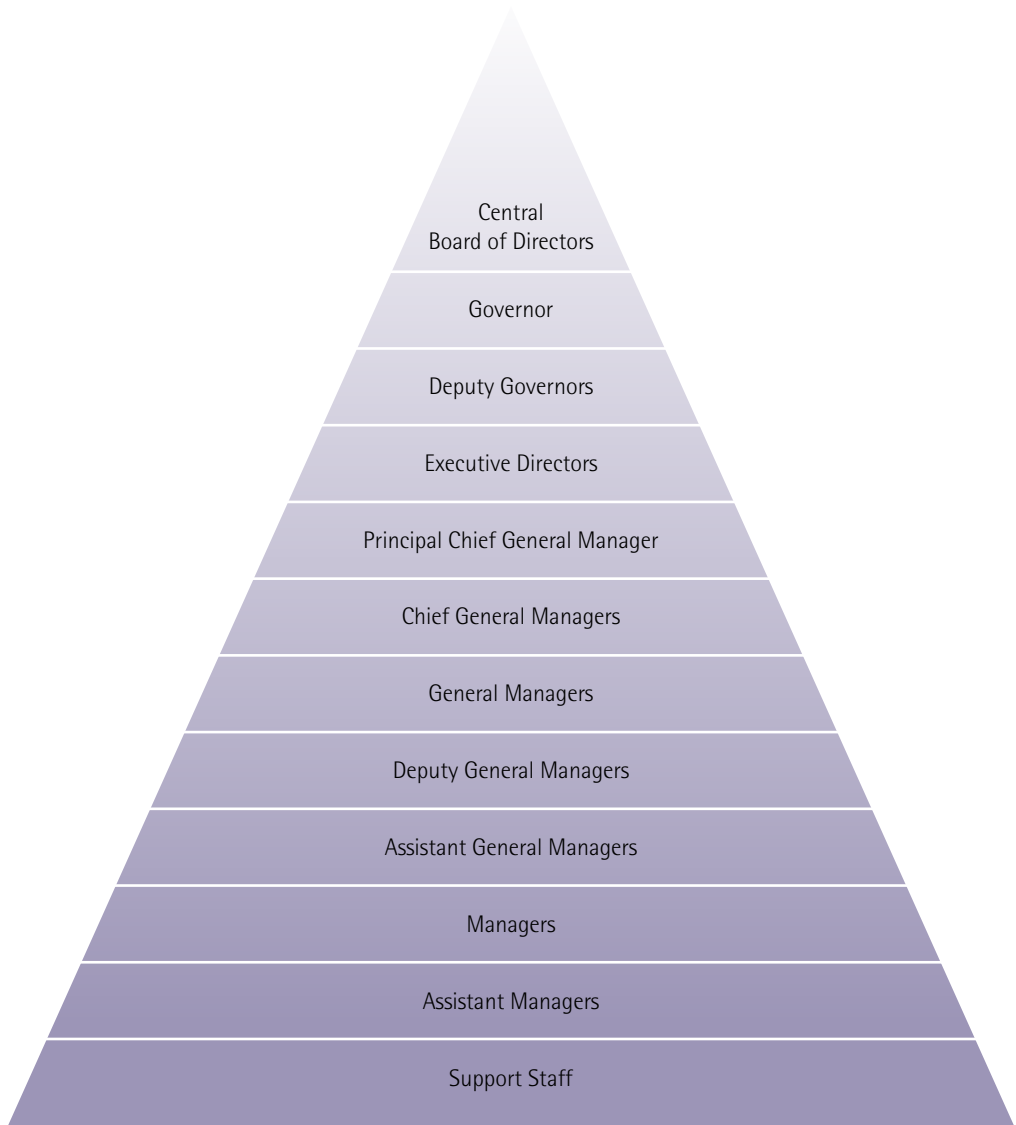 Central
Board of Directors
Governor
Deputy Governors
Executive Directors
Principal Chief General Manager
Chief General Managers
General Managers
Deputy General Managers
Assistant General Managers
Managers
Assistant Managers
Support Staff